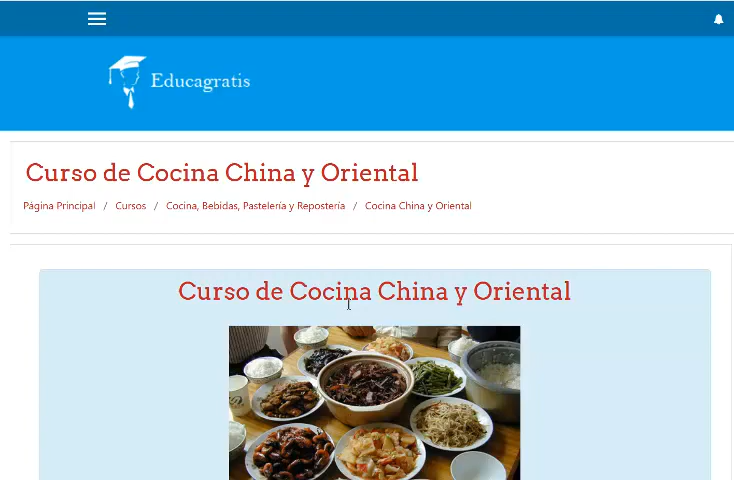 Educagratis
Curso de Cocina China y Oriental
Página Principal / Cursos / Cocina, Bebidas, Pastelería y Repostería / Cocina China y Oriental
Curso de Cocina China y Oriental